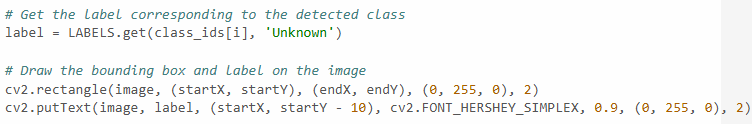 # Get the label corresponding to the detected class
label = LABELS.get(class_ids[i], 'Unknown')
# Draw the bounding box and label on the image
cv2.rectangle(image, (startX, startY), (endX, endY), (0, 255, 0), 2)
cv2.putText(image, label, (startX, startY - 10), cv2.FONT_HERSHEY_SIMPLEX, 0.9, (0, 255, 0), 2)